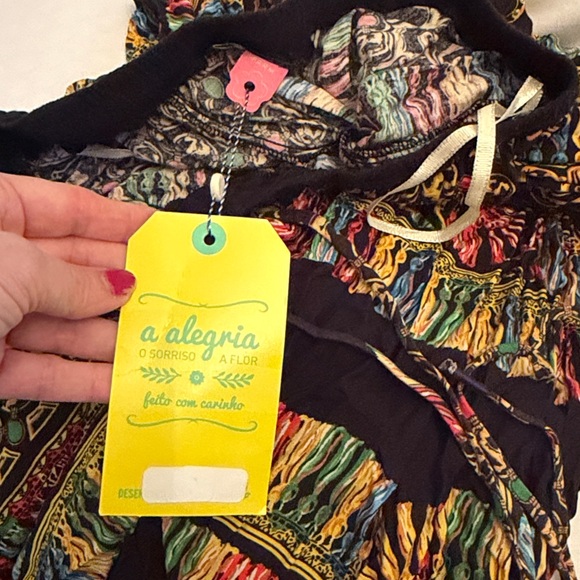 a alegria
O SORRISO A FLOR
feito com carinho